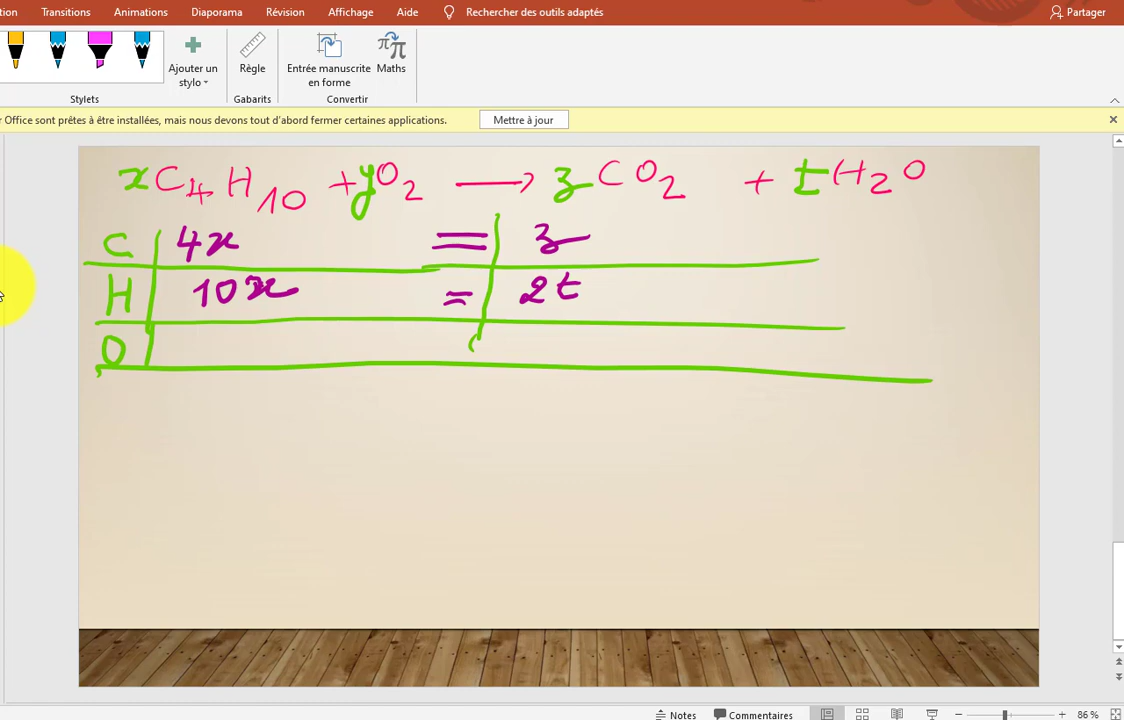 tion Transitions Animations Diaporama Révision Affichage Aide Rechercher des outils adaptés Partager
Ajouter un stylo
Règle
Entrée manuscrite en forme
Maths
Stylets Gabarits Convertir
r Office sont prêtes à être installées, mais nous devons tout d’abord fermer certaines applications. Mettre à jour
xC4H10 + yO2 → zCO2 + tH2O
C 4x = z
H 10x = 2t
O
Notes Commentaires 86 %